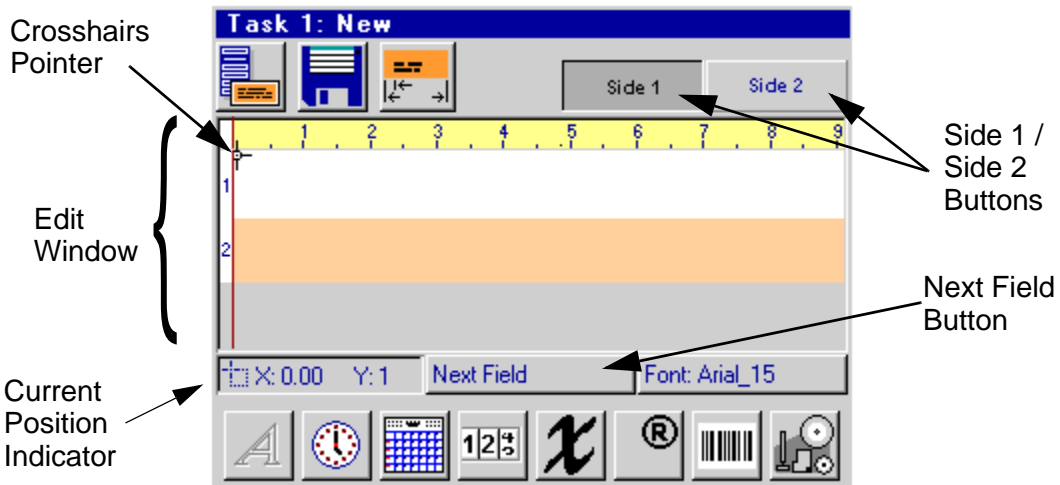 Crosshairs
Pointer
Task 1: New
Side 1
Side 2
1 2 3 4 5 6 7 8 9
1
2
Edit
Window
Side 1 /
Side 2
Buttons
Next Field
Button
X: 0.00 Y: 1
Next Field
Font: Arial_15
Current
Position
Indicator
A
123
x
®